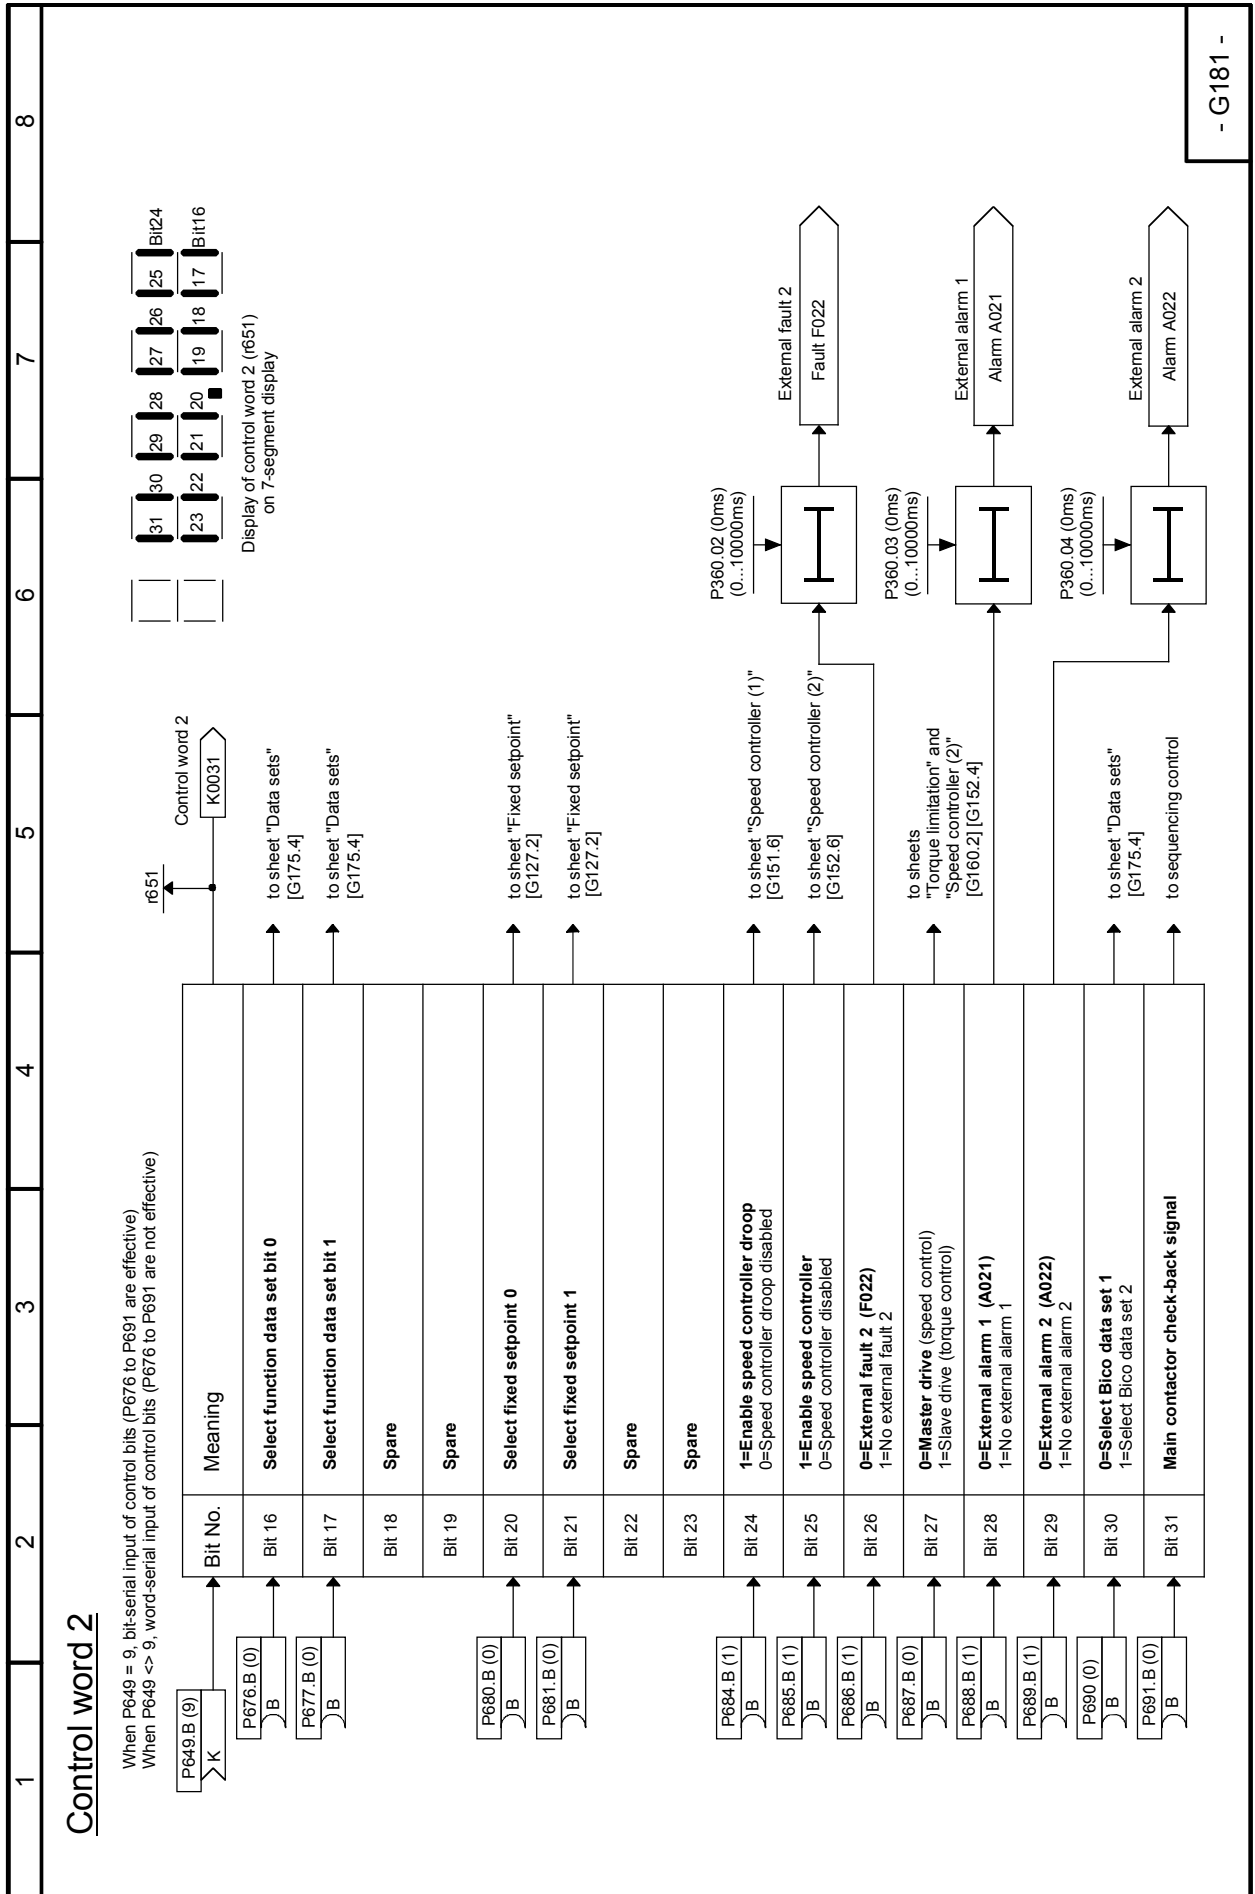 1 2 3 4 5 6 7 8
Control word 2
When P649 = 9, bit-serial input of control bits (P676 to P691 are effective)
When P649 <> 9, word-serial input of control bits (P676 to P691 are not effective)
31 30 29 28 27 26 25 Bit24
23 22 21 20 19 18 17 Bit16
Display of control word 2 (r651)
on 7-segment display
r651
Control word 2
K0031
P649.B (9)
K
Bit No. Meaning
P676.B (0)
B
Bit 16 Select function data set bit 0
to sheet "Data sets"
[G175.4]
P677.B (0)
B
Bit 17 Select function data set bit 1
to sheet "Data sets"
[G175.4]
Bit 18 Spare
Bit 19 Spare
P680.B (0)
B
Bit 20 Select fixed setpoint 0
to sheet "Fixed setpoint"
[G127.2]
P681.B (0)
B
Bit 21 Select fixed setpoint 1
to sheet "Fixed setpoint"
[G127.2]
Bit 22 Spare
Bit 23 Spare
P684.B (1)
B
Bit 24 1=Enable speed controller droop
0=Speed controller droop disabled
to sheet "Speed controller (1)"
[G151.6]
P685.B (1)
B
Bit 25 1=Enable speed controller
0=Speed controller disabled
to sheet "Speed controller (2)"
[G152.6]
P686.B (1)
B
Bit 26 0=External fault 2 (F022)
1=No external fault 2
P360.02 (0ms)
(0...10000ms)
External fault 2
Fault F022
P687.B (0)
B
Bit 27 0=Master drive (speed control)
1=Slave drive (torque control)
to sheets
"Torque limitation" and
"Speed controller (2)"
[G160.2] [G152.4]
P688.B (1)
B
Bit 28 0=External alarm 1 (A021)
1=No external alarm 1
P360.03 (0ms)
(0...10000ms)
External alarm 1
Alarm A021
P689.B (1)
B
Bit 29 0=External alarm 2 (A022)
1=No external alarm 2
P360.04 (0ms)
(0...10000ms)
External alarm 2
Alarm A022
P690 (0)
B
Bit 30 0=Select Bico data set 1
1=Select Bico data set 2
to sheet "Data sets"
[G175.4]
P691.B (0)
B
Bit 31 Main contactor check-back signal
to sequencing control
- G181 -